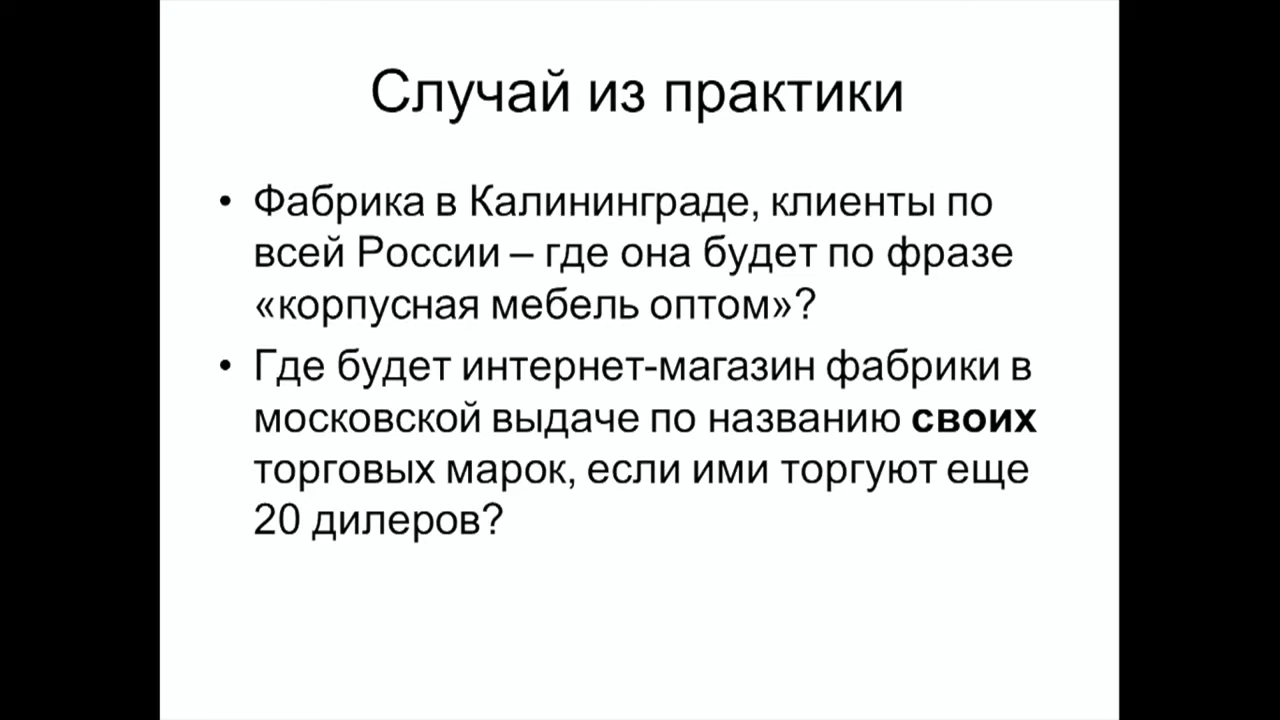 Случай из практики
• Фабрика в Калининграде, клиенты по
всей России – где она будет по фразе
«корпусная мебель оптом»?
• Где будет интернет-магазин фабрики в
московской выдаче по названию своих
торговых марок, если ими торгуют еще
20 дилеров?